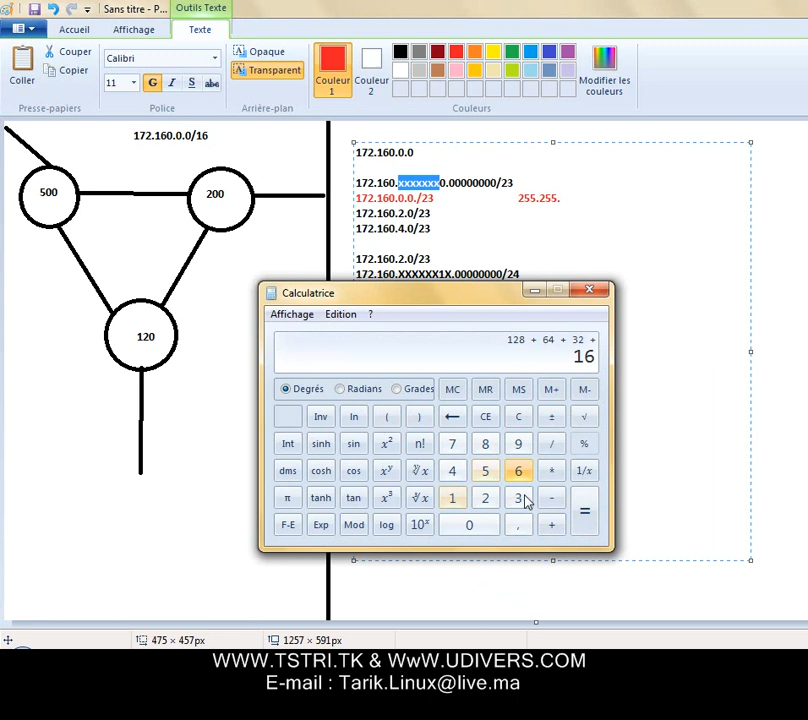 Sans titre - P...
Outils Texte
Accueil
Affichage
Texte
Coller
Couper
Copier
Presse-papiers
Calibri
11
G I S abc
Police
Opaque
Transparent
Arrière-plan
Couleur 1
Couleur 2
Couleurs
Modifier les couleurs
172.160.0.0/16
500
200
120
172.160.0.0
172.160.xxxxxxx0.00000000/23
172.160.0.0./23 255.255.
172.160.2.0/23
172.160.4.0/23
172.160.2.0/23
172.160.XXXXXX1X.00000000/24
Calculatrice
Affichage Edition ?
128 + 64 + 32 +
16
Degrés Radians Grades MC MR MS M+ M-
Inv ln ( ) ← CE C ± √
Int sinh sin x² n! 7 8 9 / %
dms cosh cos xʸ ʸ√x 4 5 6 * 1/x
π tanh tan x³ ³√x 1 2 3 - =
F-E Exp Mod log 10ˣ 0 , +
475 × 457px
1257 × 591px
WWW.TSTRI.TK & WwW.UDIVERS.COM
E-mail : Tarik.Linux@live.ma